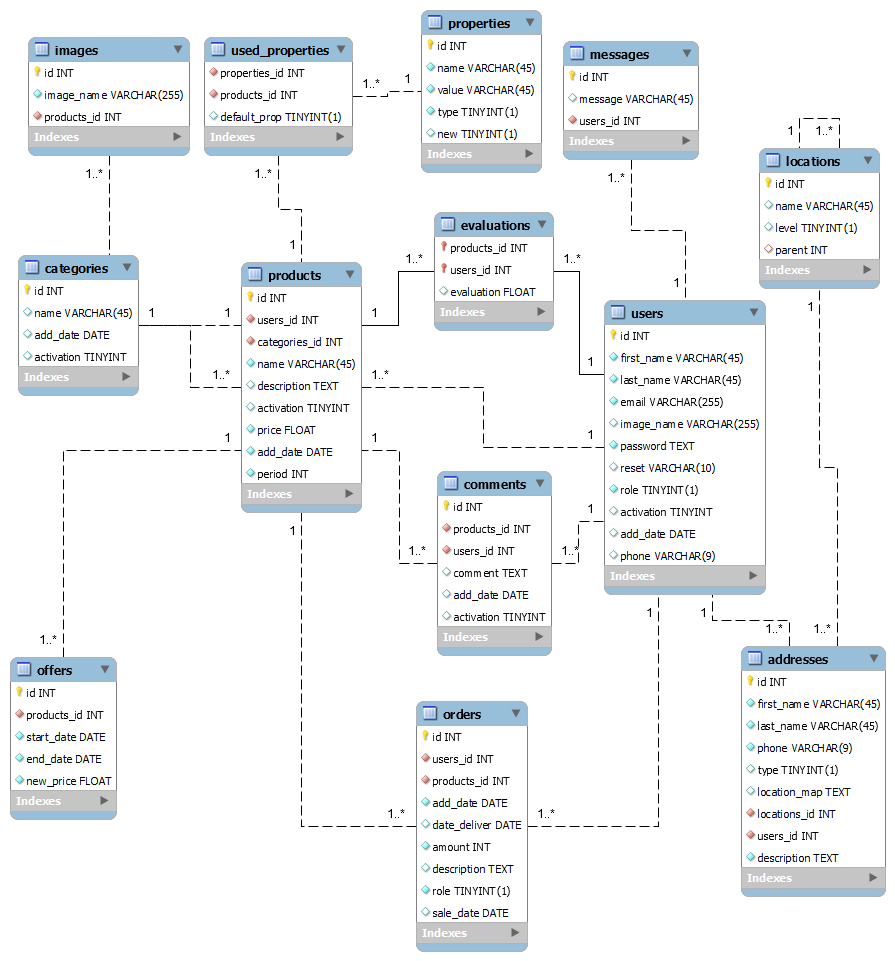 images
id INT
image_name VARCHAR(255)
products_id INT
Indexes
used_properties
properties_id INT
products_id INT
default_prop TINYINT(1)
Indexes
1..*
1
properties
id INT
name VARCHAR(45)
value VARCHAR(45)
type TINYINT(1)
new TINYINT(1)
Indexes
messages
id INT
message VARCHAR(45)
users_id INT
Indexes
1
1..*
locations
id INT
name VARCHAR(45)
level TINYINT(1)
parent INT
Indexes
1..*
1..*
1..*
1
1
1
categories
id INT
name VARCHAR(45)
add_date DATE
activation TINYINT
Indexes
1
1
1..*
products
id INT
users_id INT
categories_id INT
name VARCHAR(45)
description TEXT
activation TINYINT
price FLOAT
add_date DATE
period INT
Indexes
1..*
1
evaluations
products_id INT
users_id INT
evaluation FLOAT
Indexes
1..*
1
users
id INT
first_name VARCHAR(45)
last_name VARCHAR(45)
email VARCHAR(255)
image_name VARCHAR(255)
password TEXT
reset VARCHAR(10)
role TINYINT(1)
activation TINYINT
add_date DATE
phone VARCHAR(9)
Indexes
1..*
1
1
1
1..*
comments
id INT
products_id INT
users_id INT
comment TEXT
add_date DATE
activation TINYINT
Indexes
1
1..*
1
1
1
1..*
1..*
1..*
offers
id INT
products_id INT
start_date DATE
end_date DATE
new_price FLOAT
Indexes
1..*
orders
id INT
users_id INT
products_id INT
add_date DATE
date_deliver DATE
amount INT
description TEXT
role TINYINT(1)
sale_date DATE
Indexes
1..*
addresses
id INT
first_name VARCHAR(45)
last_name VARCHAR(45)
phone VARCHAR(9)
type TINYINT(1)
location_map TEXT
locations_id INT
users_id INT
description TEXT
Indexes